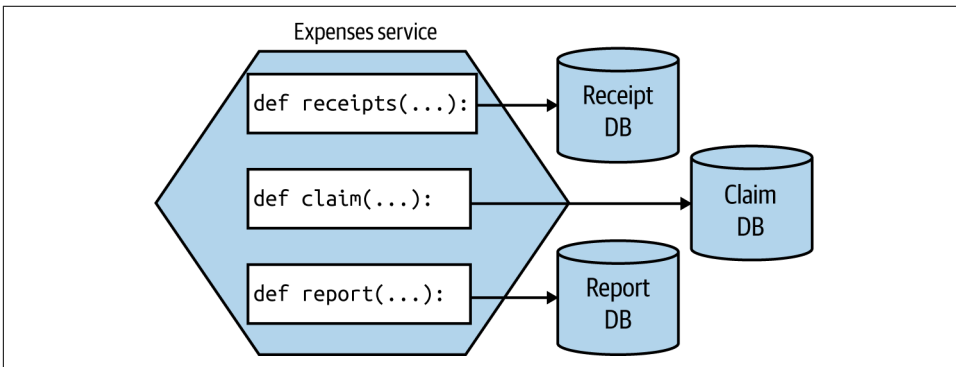 Expenses service
def receipts(...):
Receipt
DB
def claim(...):
Claim
DB
def report(...):
Report
DB